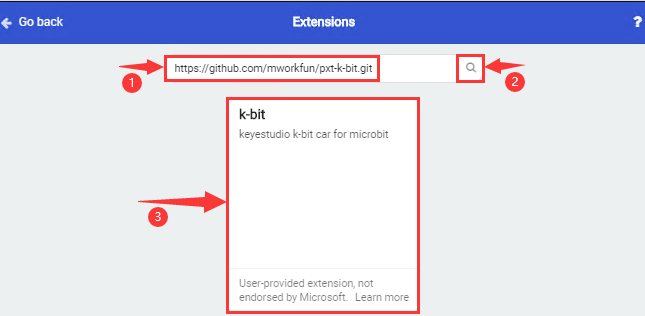 Go back
Extensions
?
https://github.com/mworkfun/pxt-k-bit.git
1
2
k-bit
keyestudio k-bit car for microbit
3
User-provided extension, not
endorsed by Microsoft. Learn more